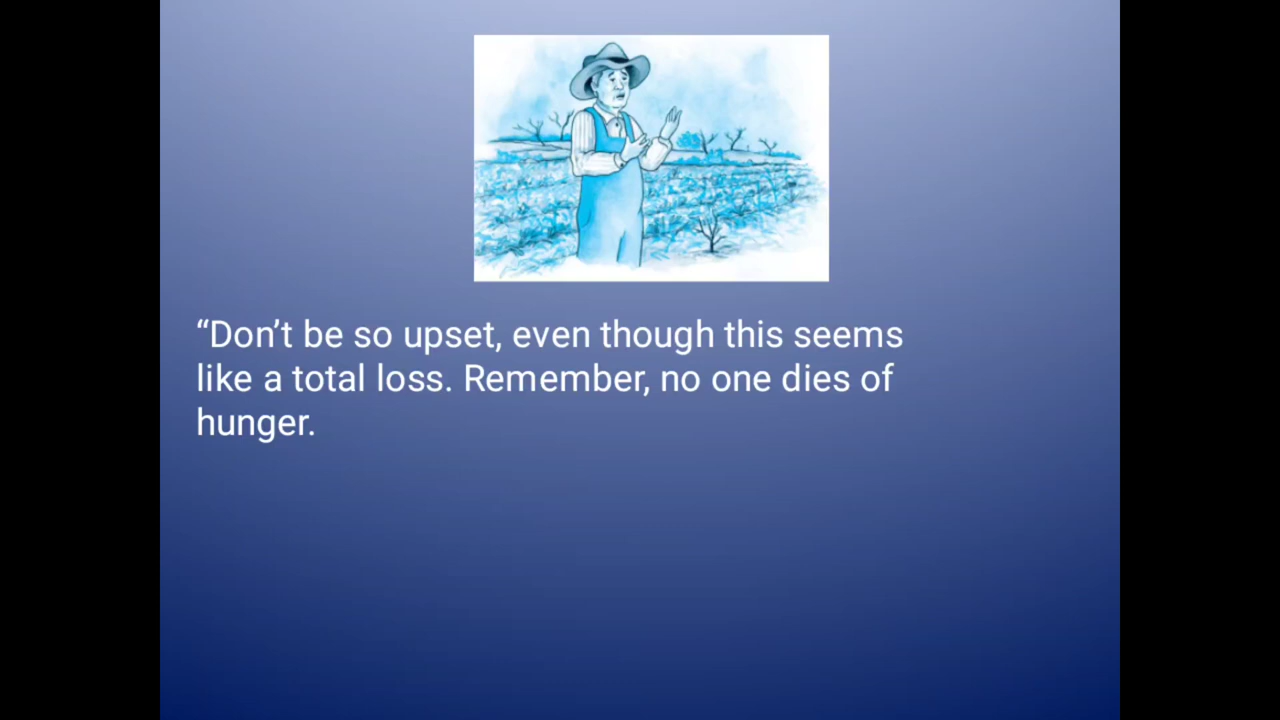 “Don’t be so upset, even though this seems
like a total loss. Remember, no one dies of
hunger.